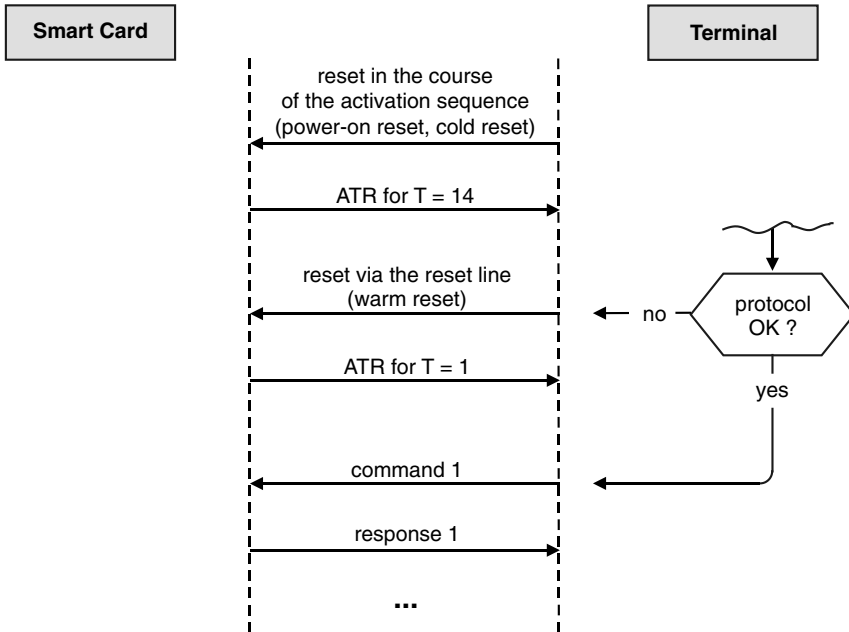 Smart Card
Terminal
reset in the course
of the activation sequence
(power-on reset, cold reset)
ATR for T = 14
reset via the reset line
(warm reset)
no
protocol
OK ?
ATR for T = 1
yes
command 1
response 1
...